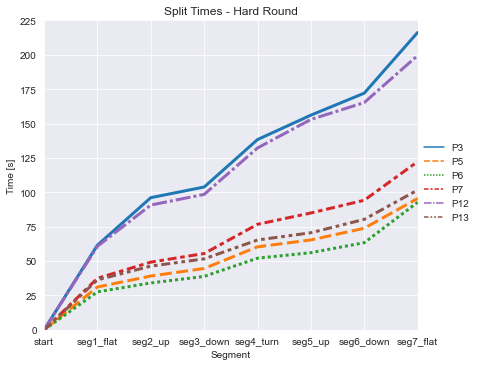 Split Times - Hard Round
Time [s]
225
200
175
150
125
100
75
50
25
0
start seg1_flat seg2_up seg3_down seg4_turn seg5_up seg6_down seg7_flat
Segment
P3
P5
P6
P7
P12
P13